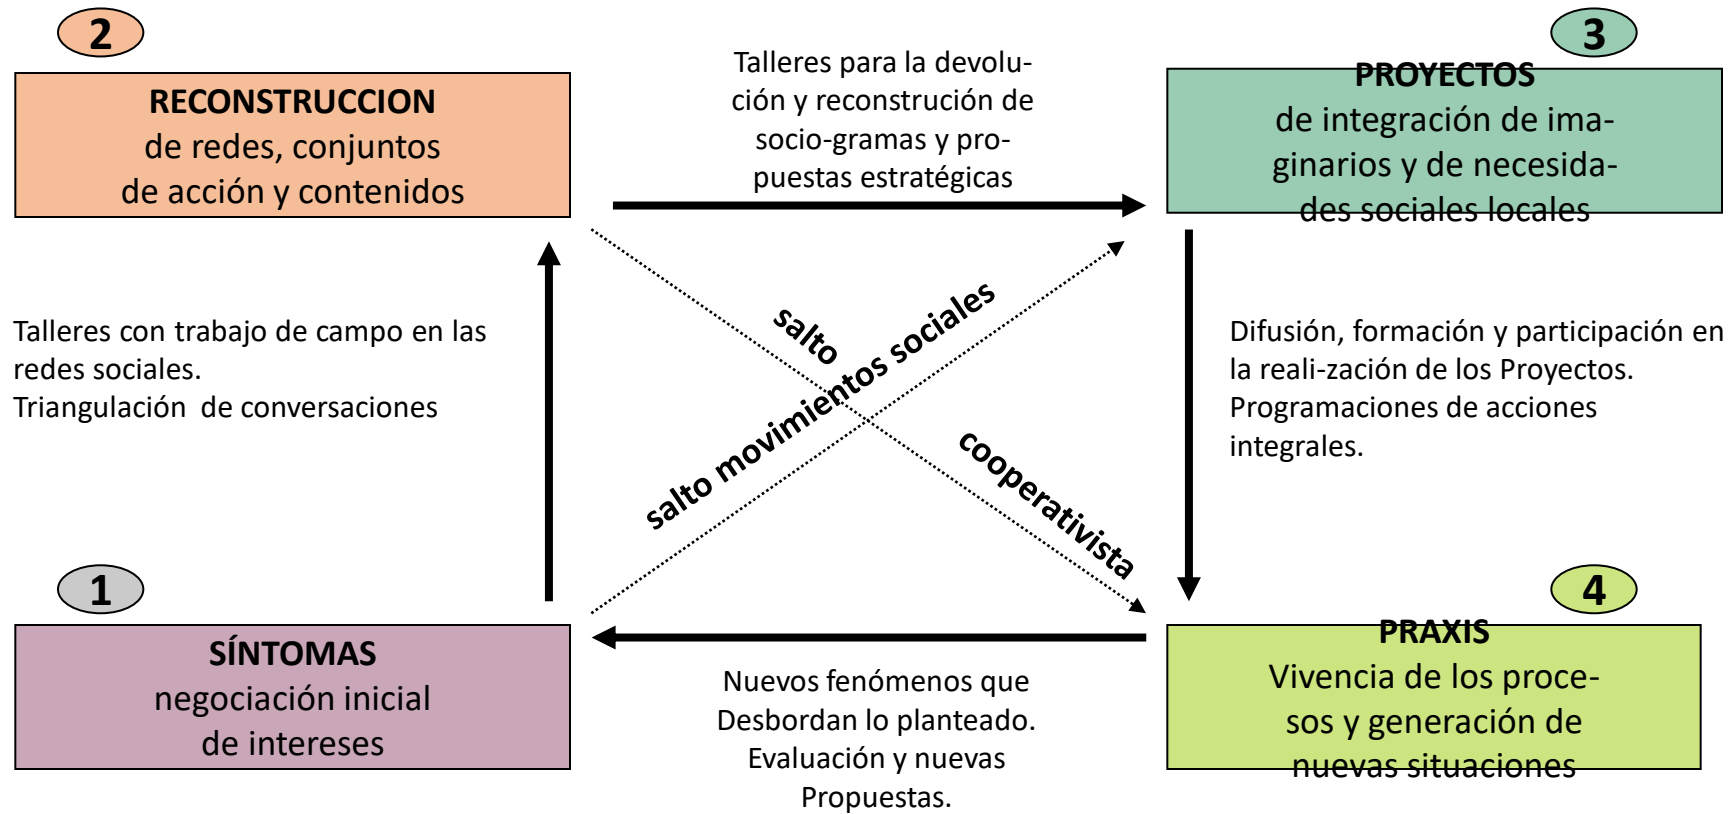 2
RECONSTRUCCION
de redes, conjuntos
de acción y contenidos
Talleres para la devolu-
ción y reconstrución de
socio-gramas y pro-
puestas estratégicas
3
PROYECTOS
de integración de ima-
ginarios y de necesida-
des sociales locales
Talleres con trabajo de campo en las
redes sociales.
Triangulación de conversaciones
salto
cooperativista
salto movimientos sociales
Difusión, formación y participación en
la reali-zación de los Proyectos.
Programaciones de acciones
integrales.
1
SÍNTOMAS
negociación inicial
de intereses
Nuevos fenómenos que
Desbordan lo planteado.
Evaluación y nuevas
Propuestas.
4
PRAXIS
Vivencia de los proce-
sos y generación de
nuevas situaciones